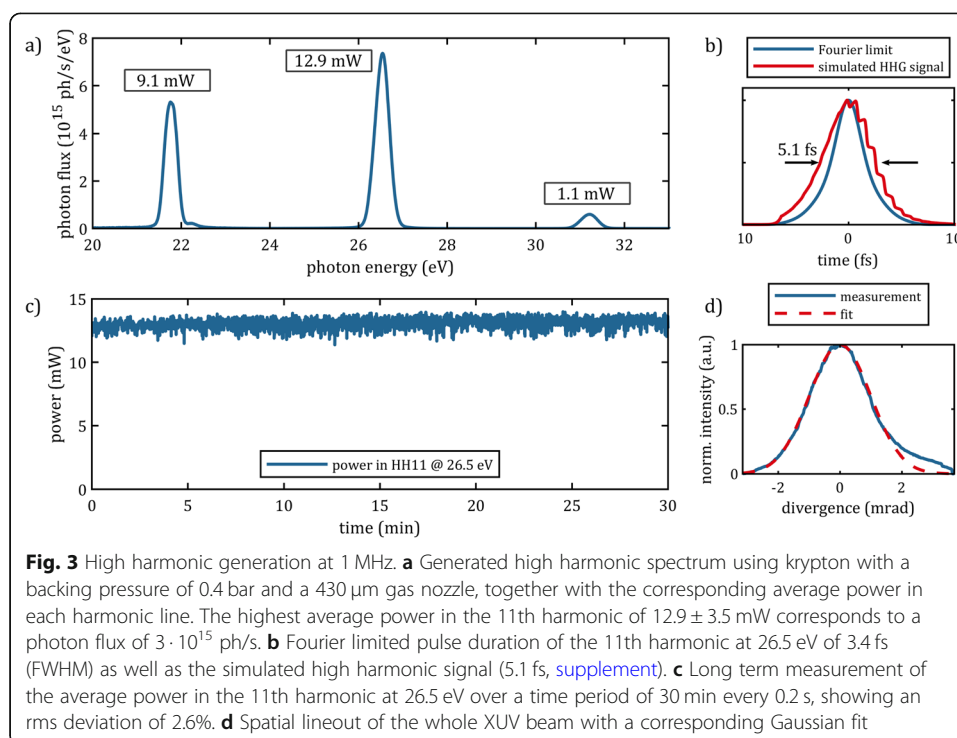 a)
photon flux (10¹⁵ ph/s/eV)
8
6
4
2
0
9.1 mW
12.9 mW
1.1 mW
20 22 24 26 28 30 32
photon energy (eV)
b)
Fourier limit
simulated HHG signal
5.1 fs
10 0 10
time (fs)
c)
power (mW)
15
10
5
0
power in HH11 @ 26.5 eV
0 5 10 15 20 25 30
time (min)
d)
measurement
fit
norm. intensity (a.u.)
1
0.5
0
-2 0 2
divergence (mrad)
Fig. 3 High harmonic generation at 1 MHz. a Generated high harmonic spectrum using krypton with a
backing pressure of 0.4 bar and a 430 μm gas nozzle, together with the corresponding average power in
each harmonic line. The highest average power in the 11th harmonic of 12.9 ± 3.5 mW corresponds to a
photon flux of 3 · 10¹⁵ ph/s. b Fourier limited pulse duration of the 11th harmonic at 26.5 eV of 3.4 fs
(FWHM) as well as the simulated high harmonic signal (5.1 fs, supplement). c Long term measurement of
the average power in the 11th harmonic at 26.5 eV over a time period of 30 min every 0.2 s, showing an
rms deviation of 2.6%. d Spatial lineout of the whole XUV beam with a corresponding Gaussian fit